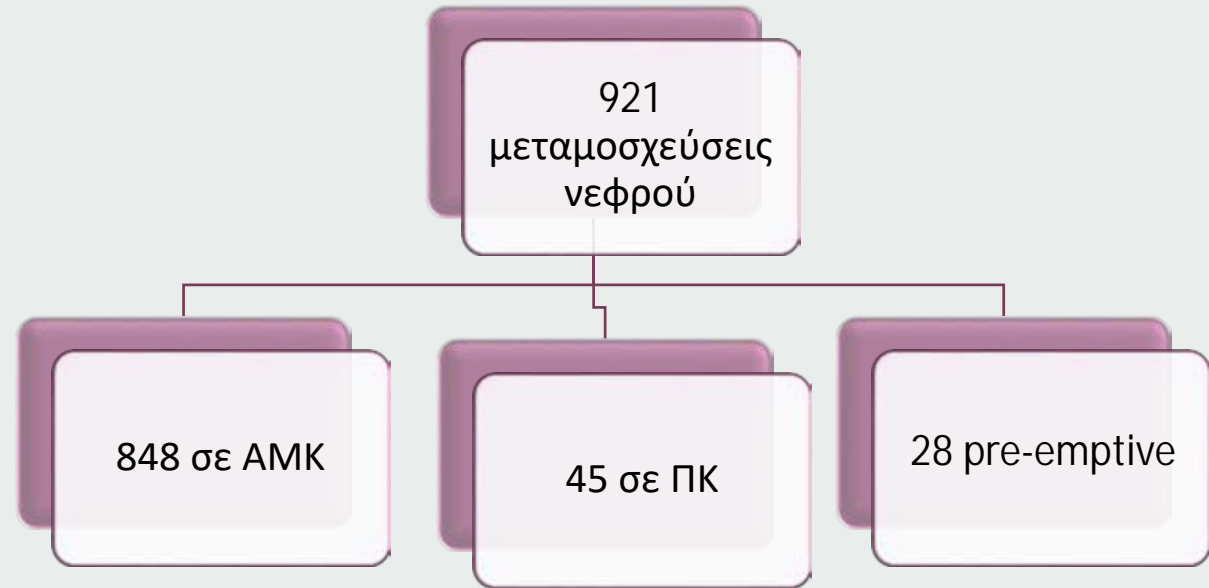 921
μεταμοσχεύσεις
νεφρού
848 σε ΑΜΚ
45 σε ΠΚ
28 pre-emptive